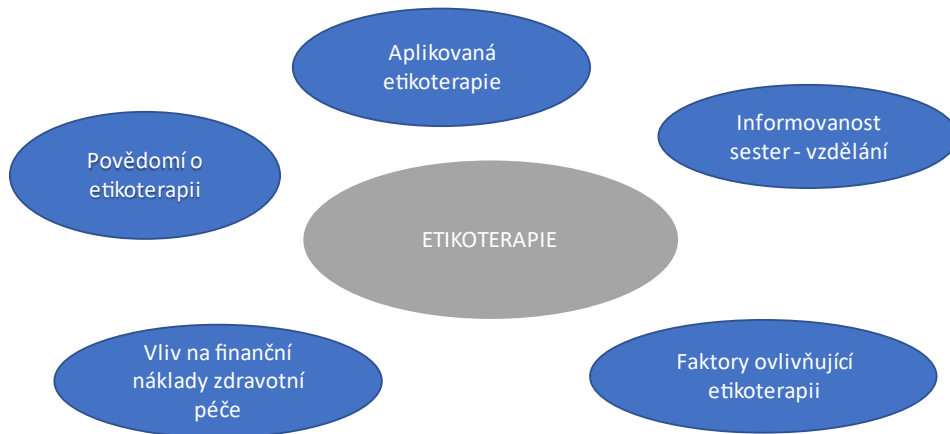 Aplikovaná
etikoterapie
Informovanost
sester - vzdělání
Povědomí o
etikoterapii
ETIKOTERAPIE
Vliv na finanční
náklady zdravotní
péče
Faktory ovlivňující
etikoterapii